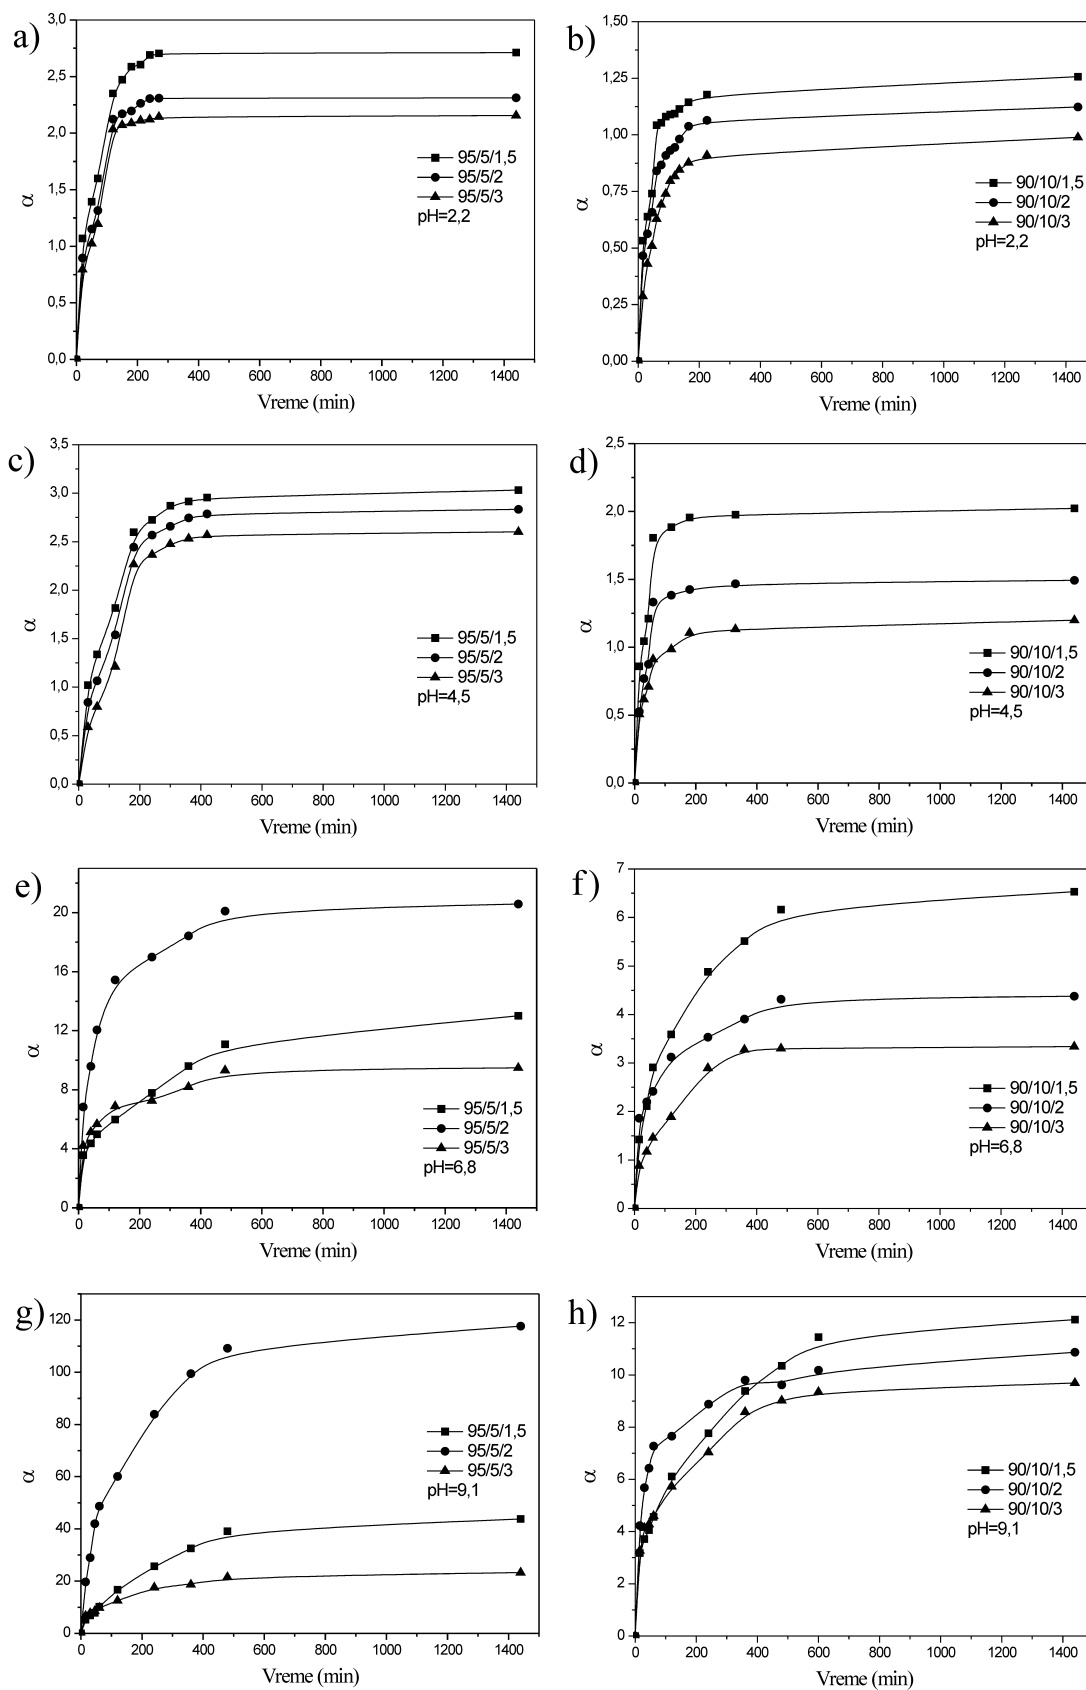 a)
3,0
2,5
2,0
1,5
1,0
0,5
0,0
α
95/5/1,5
95/5/2
95/5/3
pH=2,2
0 200 400 600 800 1000 1200 1400
Vreme (min)
b)
1,50
1,25
1,00
0,75
0,50
0,25
0,00
α
90/10/1,5
90/10/2
90/10/3
pH=2,2
0 200 400 600 800 1000 1200 1400
Vreme (min)
c)
3,5
3,0
2,5
2,0
1,5
1,0
0,5
0,0
α
95/5/1,5
95/5/2
95/5/3
pH=4,5
0 200 400 600 800 1000 1200 1400
Vreme (min)
d)
2,5
2,0
1,5
1,0
0,5
0,0
α
90/10/1,5
90/10/2
90/10/3
pH=4,5
0 200 400 600 800 1000 1200 1400
Vreme (min)
e)
20
16
12
8
4
0
α
95/5/1,5
95/5/2
95/5/3
pH=6,8
0 200 400 600 800 1000 1200 1400
Vreme (min)
f)
7
6
5
4
3
2
1
0
α
90/10/1,5
90/10/2
90/10/3
pH=6,8
0 200 400 600 800 1000 1200 1400
Vreme (min)
g)
120
100
80
60
40
20
0
α
95/5/1,5
95/5/2
95/5/3
pH=9,1
0 200 400 600 800 1000 1200 1400
Vreme (min)
h)
12
10
8
6
4
2
0
α
90/10/1,5
90/10/2
90/10/3
pH=9,1
0 200 400 600 800 1000 1200 1400
Vreme (min)